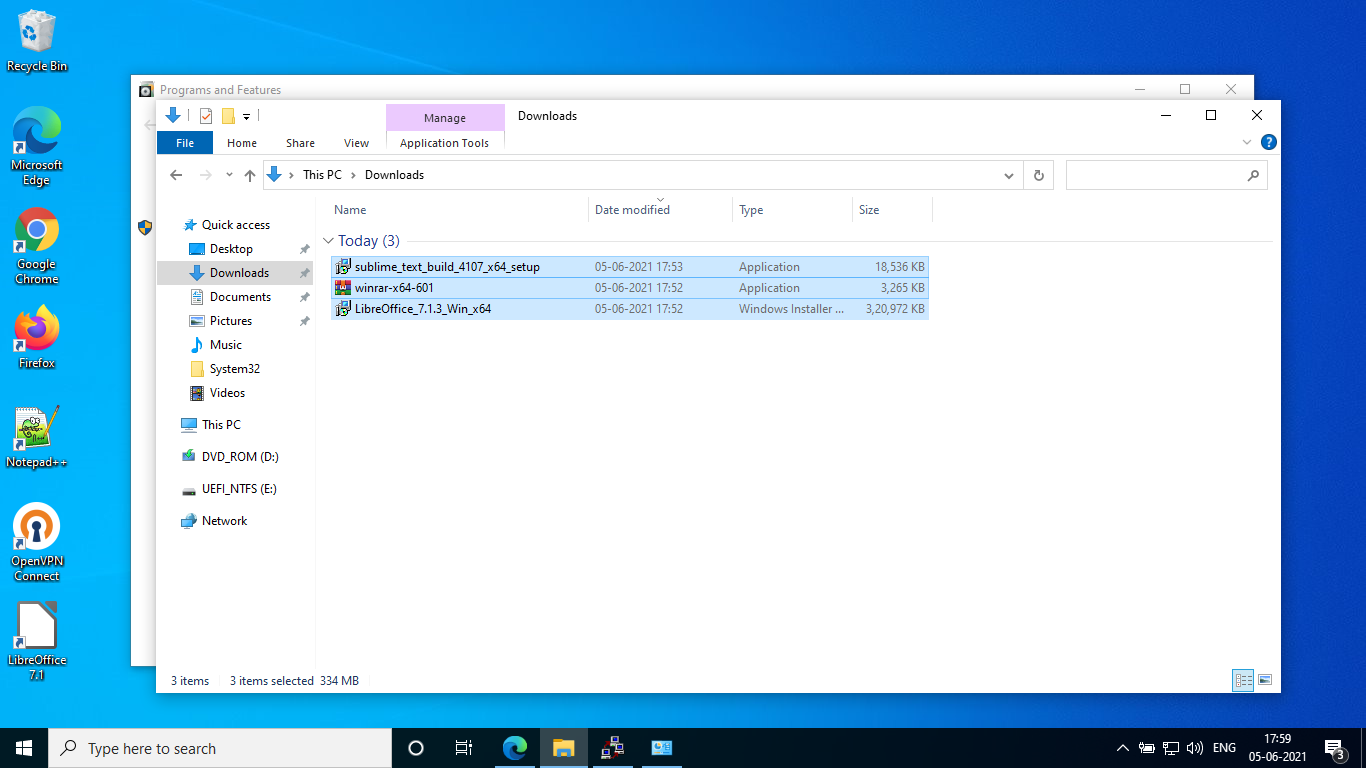 Recycle Bin
Microsoft
Edge
Google
Chrome
Firefox
Notepad++
OpenVPN
Connect
LibreOffice
7.1
Programs and Features
Manage
Downloads
File
Home
Share
View
Application Tools
?
This PC
Downloads
Name
Date modified
Type
Size
Quick access
Desktop
Downloads
Documents
Pictures
Music
System32
Videos
This PC
DVD_ROM (D:)
UEFI_NTFS (E:)
Network
Today (3)
sublime_text_build_4107_x64_setup 05-06-2021 17:53 Application 18,536 KB
winrar-x64-601 05-06-2021 17:52 Application 3,265 KB
LibreOffice_7.1.3_Win_x64 05-06-2021 17:52 Windows Installer ... 3,20,972 KB
3 items 3 items selected 334 MB
Type here to search
ENG
17:59
05-06-2021
3